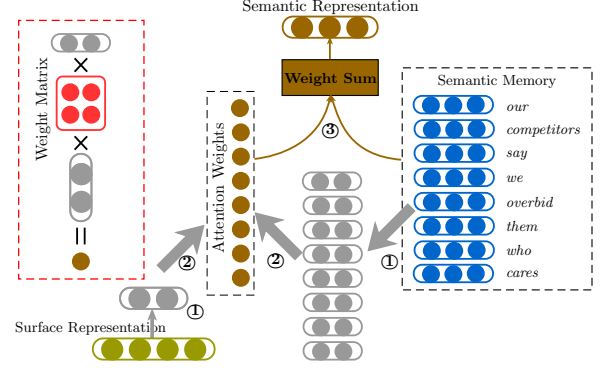 Semantic Representation
Weight Sum
Semantic Memory
Weight Matrix
×
×
=
Attention Weights
our
competitors
say
we
overbid
them
who
cares
③
②
②
①
①
Surface Representation